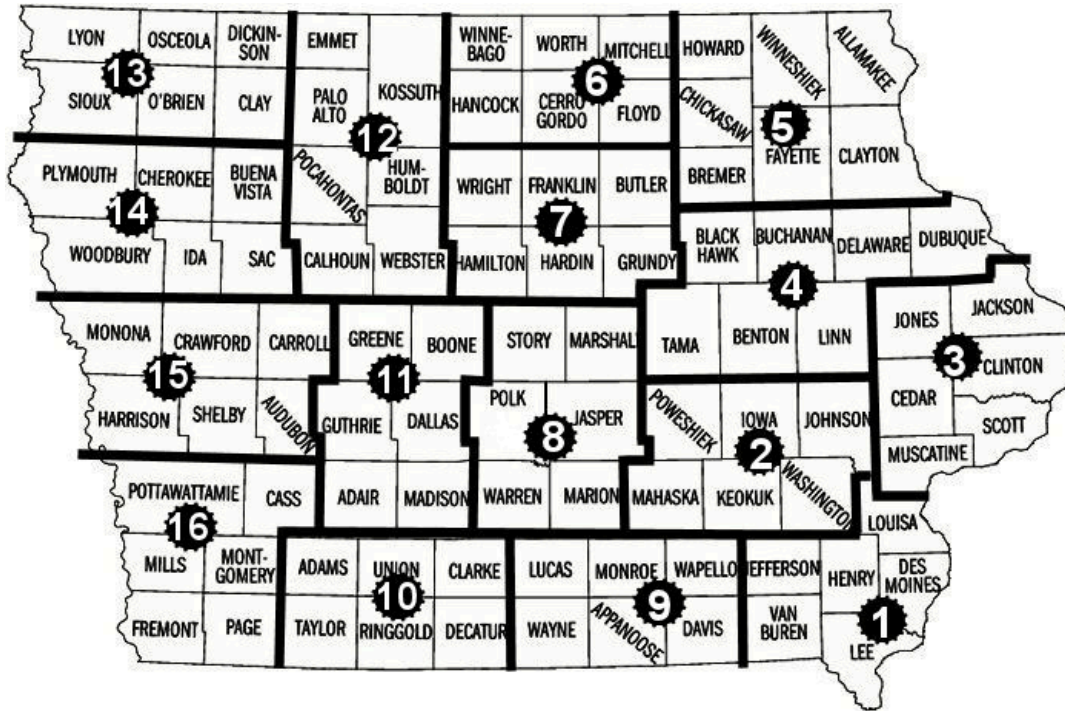 LYON
OSCEOLA
DICKIN-
SON
13
SIOUX
O'BRIEN
CLAY
EMMET
PALO
ALTO
KOSSUTH
12
POCAHONTAS
HUM-
BOLDT
CALHOUN
WEBSTER
WINNE-
BAGO
WORTH
MITCHELL
6
HANCOCK
CERRO
GORDO
FLOYD
HOWARD
WINNESHIEK
ALLAMAKEE
CHICKASAW
5
BREMER
FAYETTE
CLAYTON
PLYMOUTH
CHEROKEE
BUENA
VISTA
14
WOODBURY
IDA
SAC
WRIGHT
FRANKLIN
BUTLER
7
HAMILTON
HARDIN
GRUNDY
BLACK
HAWK
BUCHANAN
DELAWARE
DUBUQUE
4
TAMA
BENTON
LINN
JONES
JACKSON
3
CLINTON
CEDAR
SCOTT
MUSCATINE
MONONA
CRAWFORD
CARROLL
15
HARRISON
SHELBY
AUDUBON
GREENE
BOONE
11
GUTHRIE
DALLAS
ADAIR
MADISON
STORY
MARSHAL
POLK
JASPER
8
WARREN
MARION
POWESHIEK
IOWA
JOHNSON
2
MAHASKA
KEOKUK
WASHINGTON
POTTAWATTAMIE
CASS
16
MILLS
MONT-
GOMERY
FREMONT
PAGE
ADAMS
UNION
CLARKE
10
TAYLOR
RINGGOLD
DECATUR
LUCAS
MONROE
WAPELLO
9
WAYNE
APPANOOSE
DAVIS
JEFFERSON
HENRY
LOUISA
DES
MOINES
VAN
BUREN
1
LEE